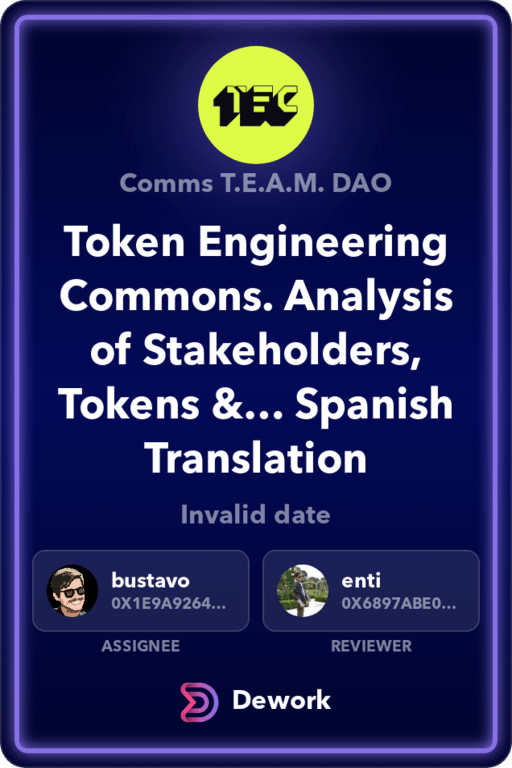 TEC
Comms T.E.A.M. DAO
Token Engineering
Commons. Analysis
of Stakeholders,
Tokens &... Spanish
Translation
Invalid date
bustavo
0X1E9A9264...
ASSIGNEE
enti
0X6897ABE0...
REVIEWER
Dework